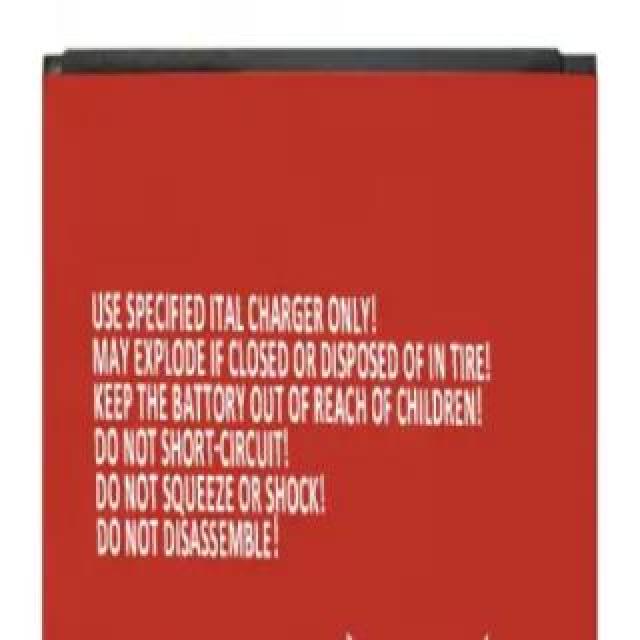 USE SPECIFIED ITAL CHARGER ONLY!
MAY EXPLODE IF CLOSED OR DISPOSED OF IN TIRE!
KEEP THE BATTORY OUT OF REACH OF CHILDREN!
DO NOT SHORT-CIRCUIT!
DO NOT SQUEEZE OR SHOCK!
DO NOT DISASSEMBLE!